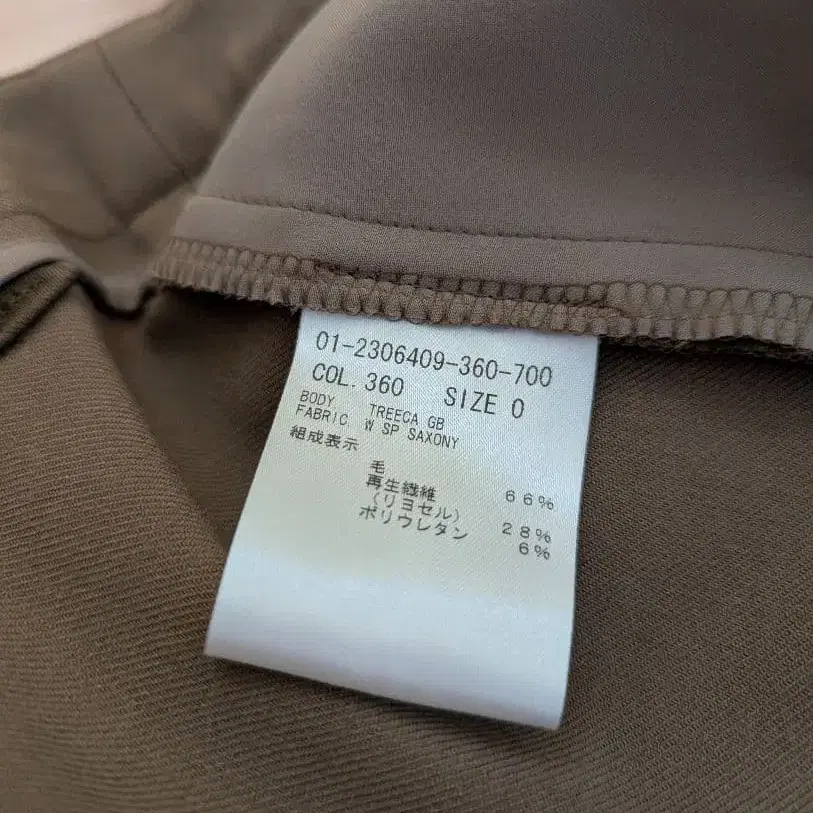 01-2306409-360-700
COL. 360 SIZE 0
BODY TREECA GB
FABRIC W SP SAXONY
組成表示
毛 66%
再生繊維
(リヨセル) 28%
ポリウレタン 6%